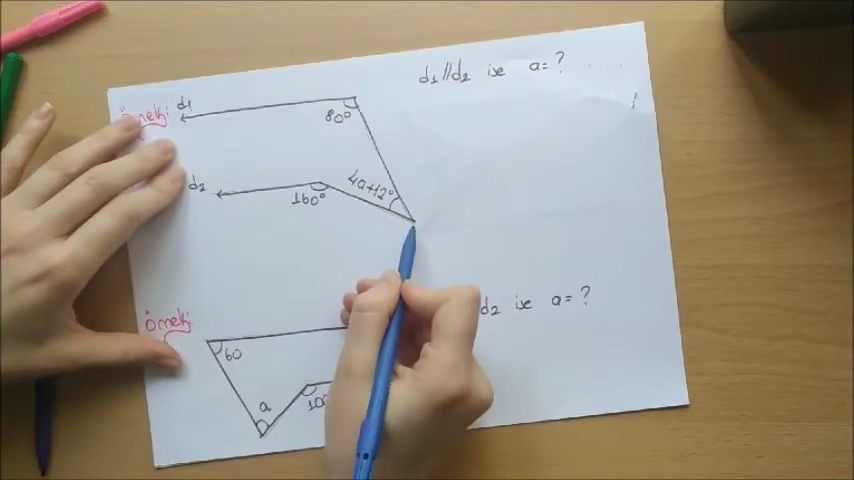 örnek:
d1
d1//d2 ise a=?
80°
d2
160°
4a+12°
örnek:
d2 ise a=?
60
a